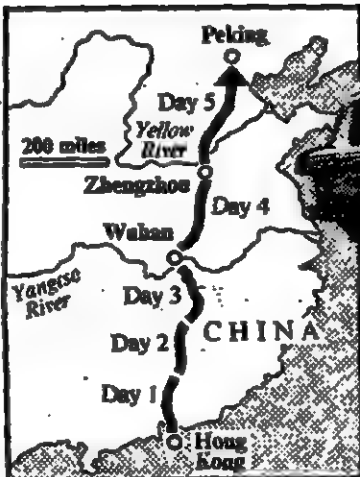 Peking
Day 5
Yellow
River
200 miles
Zhengzhou
Day 4
Wuhan
Yangtse
River
Day 3
CHINA
Day 2
Day 1
Hong
Kong